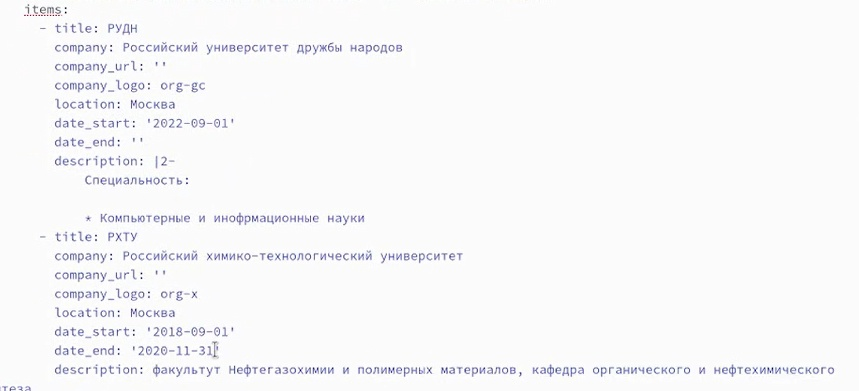 items:
- title: РУДН
company: Российский университет дружбы народов
company_url: ''
company_logo: org-gc
location: Москва
date_start: '2022-09-01'
date_end: ''
description: |2-
Специальность:
* Компьютерные и инофрмационные науки
- title: РХТУ
company: Российский химико-технологический университет
company_url: ''
company_logo: org-x
location: Москва
date_start: '2018-09-01'
date_end: '2020-11-31'
description: факультут Нефтегазохимии и полимерных материалов, кафедра органического и нефтехимического